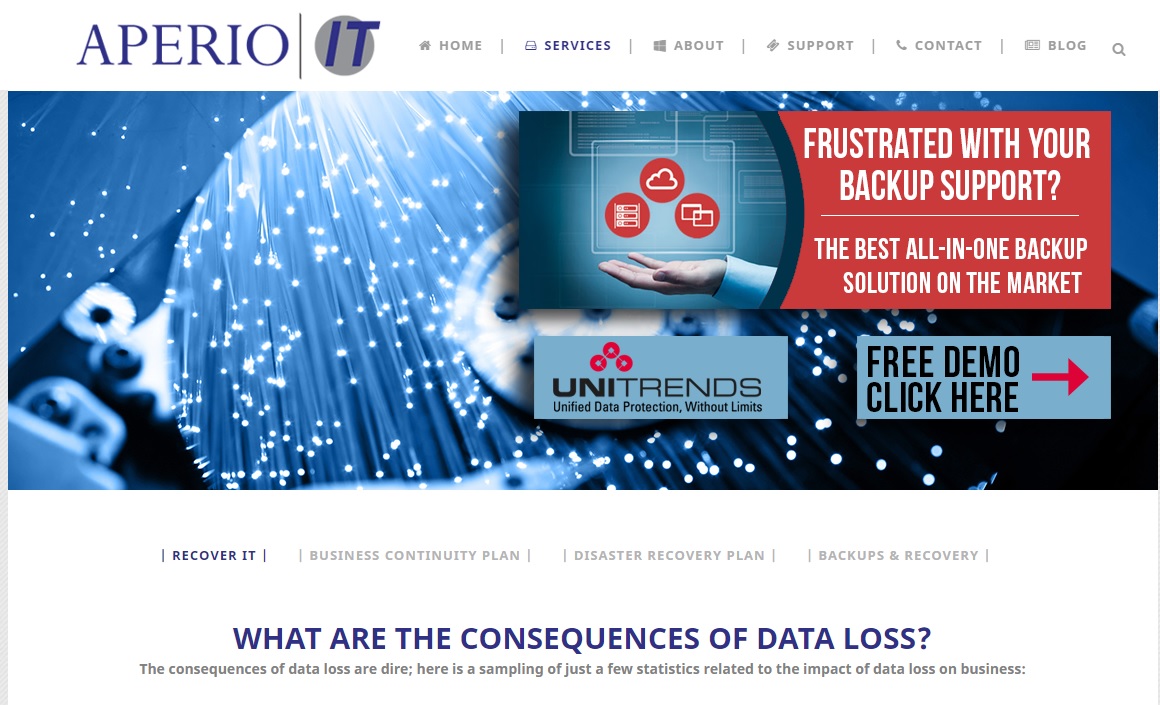 APERIO | IT
HOME | SERVICES | ABOUT | SUPPORT | CONTACT | BLOG
FRUSTRATED WITH YOUR
BACKUP SUPPORT?
THE BEST ALL-IN-ONE BACKUP
SOLUTION ON THE MARKET
UNITRENDS
Unified Data Protection, Without Limits
FREE DEMO
CLICK HERE
| RECOVER IT | | BUSINESS CONTINUITY PLAN | | DISASTER RECOVERY PLAN | | BACKUPS & RECOVERY |
WHAT ARE THE CONSEQUENCES OF DATA LOSS?
The consequences of data loss are dire; here is a sampling of just a few statistics related to the impact of data loss on business: